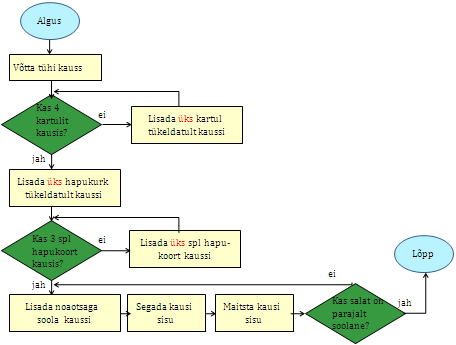 Algus
Võtta tühi kauss
Kas 4
kartulit
kausis?
ei
Lisada üks kartul
tükeldatult kaussi
jah
Lisada üks hapukurk
tükeldatult kaussi
Kas 3 spl
hapukoort
kausis?
ei
Lisada üks spl hapu-
koort kaussi
jah
Lõpp
ei
Lisada noaotsaga
soola kaussi
Segada kausi
sisu
Maitsta kausi
sisu
Kas salat on
parajalt
soolane?
jah